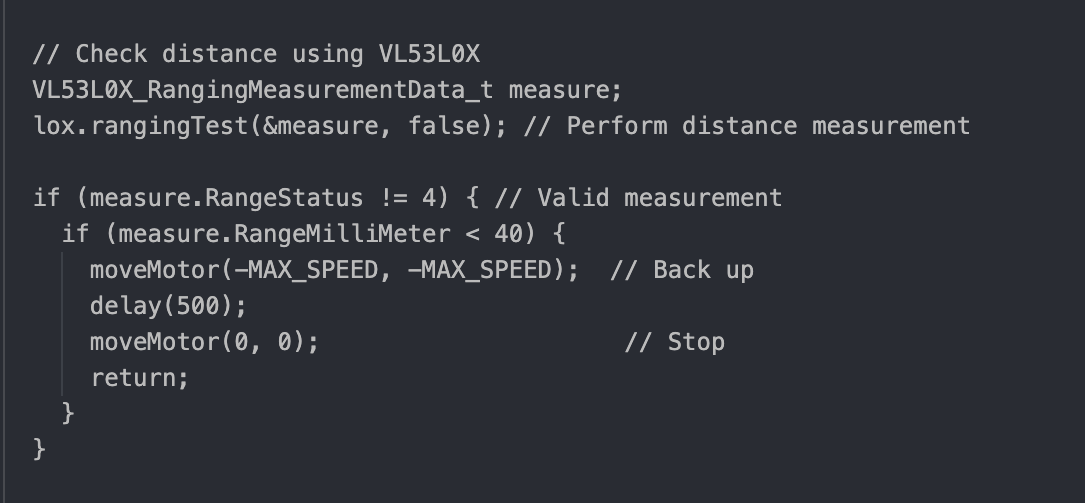 // Check distance using VL53L0X
VL53L0X_RangingMeasurementData_t measure;
lox.rangingTest(&measure, false); // Perform distance measurement

if (measure.RangeStatus != 4) { // Valid measurement
  if (measure.RangeMilliMeter < 40) {
    moveMotor(-MAX_SPEED, -MAX_SPEED);  // Back up
    delay(500);
    moveMotor(0, 0);                     // Stop
    return;
  }
}